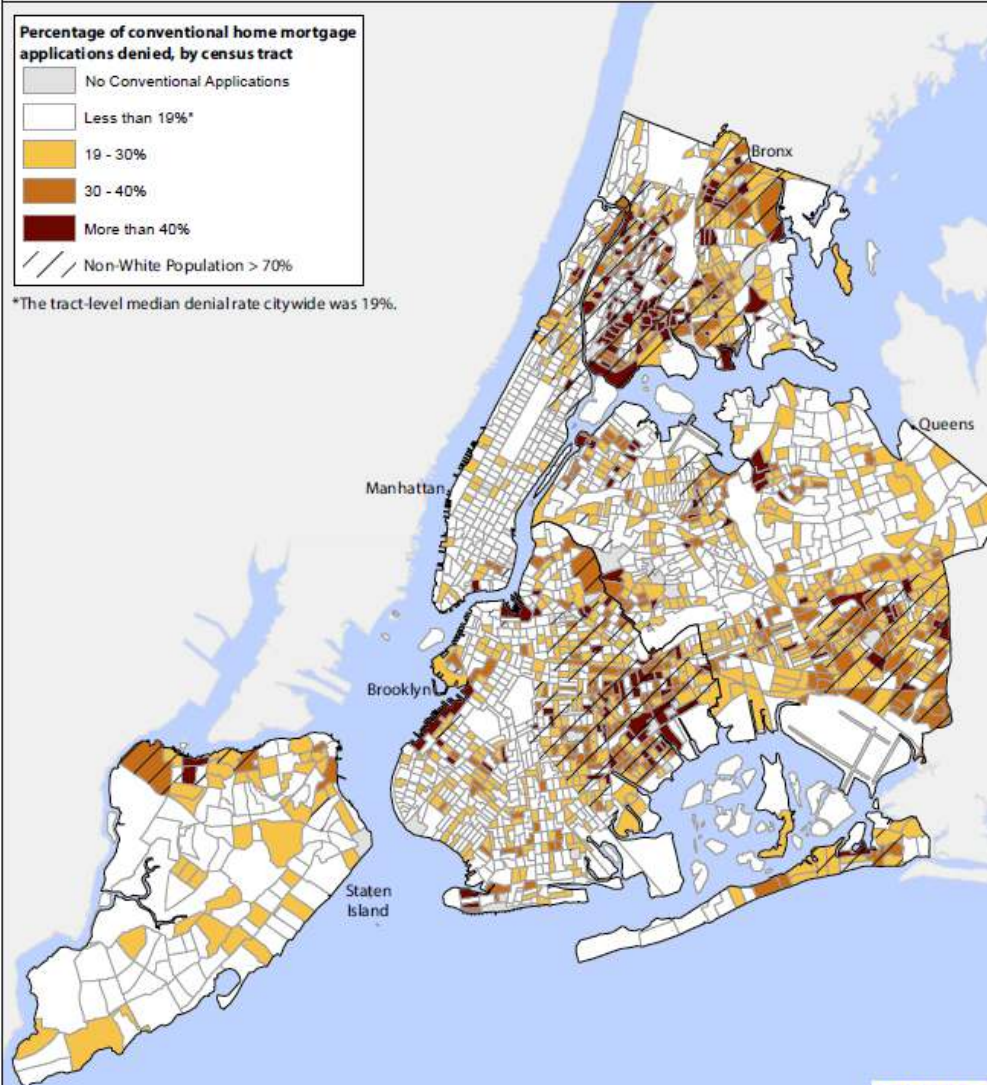 Percentage of conventional home mortgage
applications denied, by census tract
No Conventional Applications
Less than 19%*
19 - 30%
30 - 40%
More than 40%
Non-White Population > 70%
*The tract-level median denial rate citywide was 19%.
Bronx
Queens
Manhattan
Brooklyn
Staten
Island